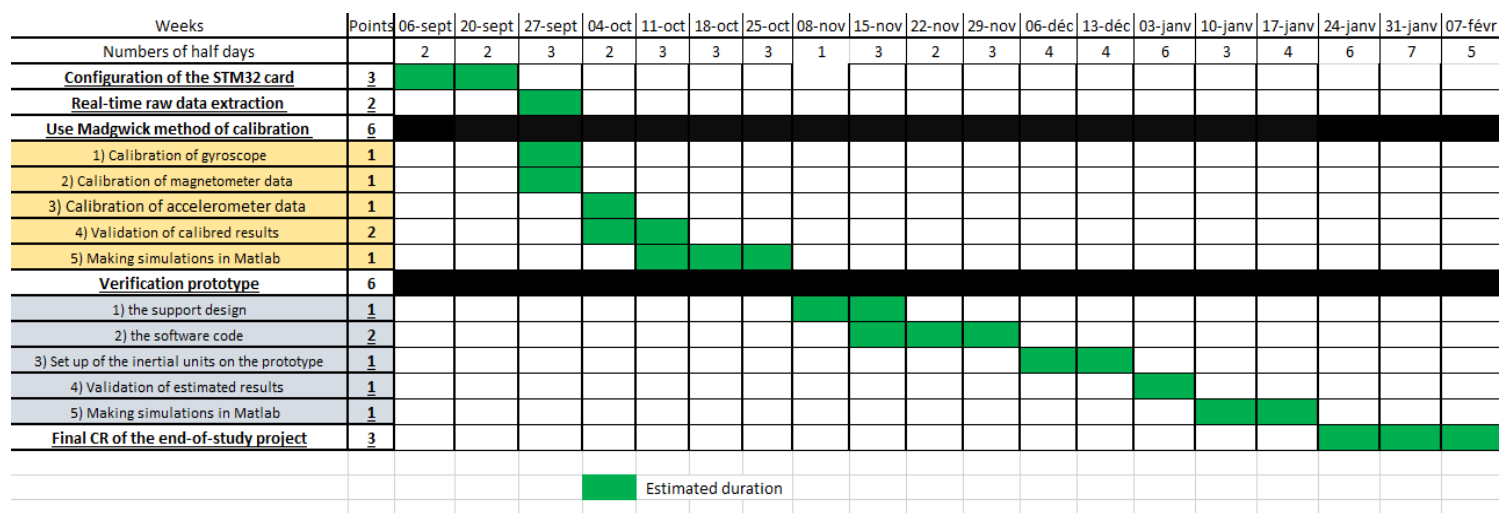 Weeks Points 06-sept 20-sept 27-sept 04-oct 11-oct 18-oct 25-oct 08-nov 15-nov 22-nov 29-nov 06-déc 13-déc 03-janv 10-janv 17-janv 24-janv 31-janv 07-févr
Numbers of half days 2 2 3 2 3 3 3 1 3 2 3 4 4 6 3 4 6 7 5
Configuration of the STM32 card 3
Real-time raw data extraction 2
Use Madgwick method of calibration 6
1) Calibration of gyroscope 1
2) Calibration of magnetometer data 1
3) Calibration of accelerometer data 1
4) Validation of calibred results 2
5) Making simulations in Matlab 1
Verification prototype 6
1) the support design 1
2) the software code 2
3) Set up of the inertial units on the prototype 1
4) Validation of estimated results 1
5) Making simulations in Matlab 1
Final CR of the end-of-study project 3
Estimated duration